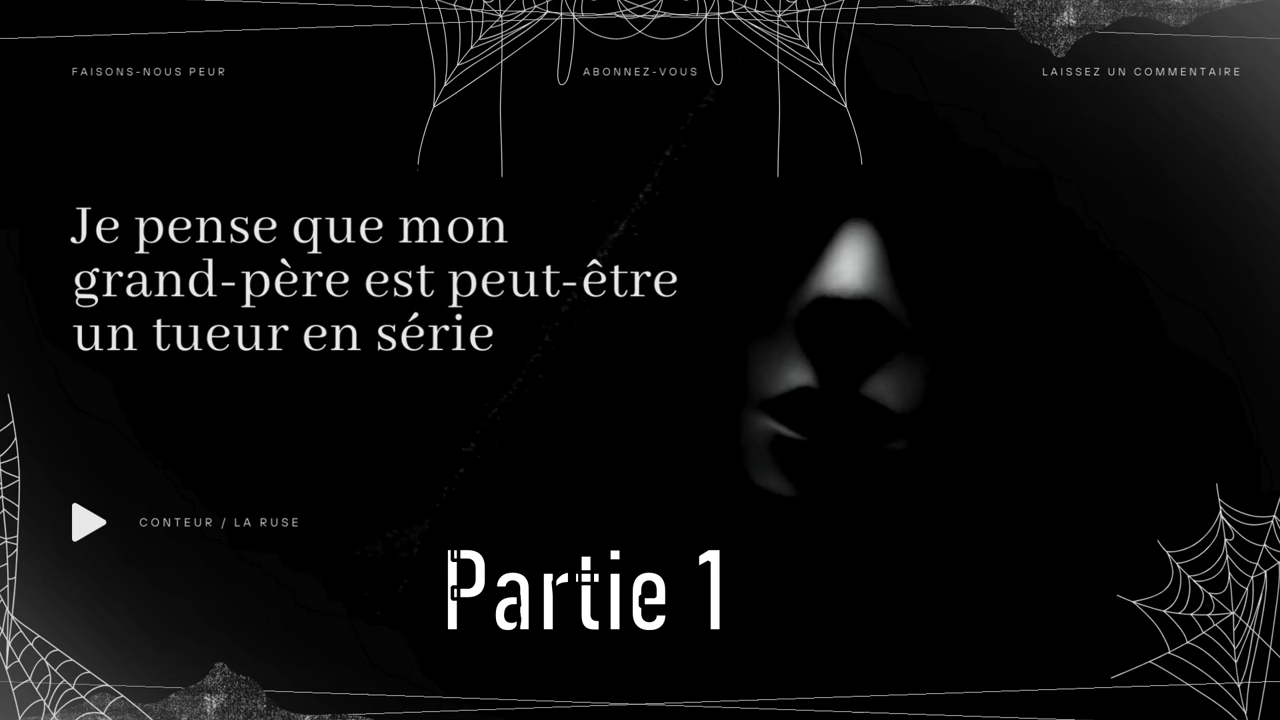 FAISONS-NOUS PEUR
ABONNEZ-VOUS
LAISSEZ UN COMMENTAIRE
Je pense que mon
grand-père est peut-être
un tueur en série
CONTEUR / LA RUSE
Partie 1